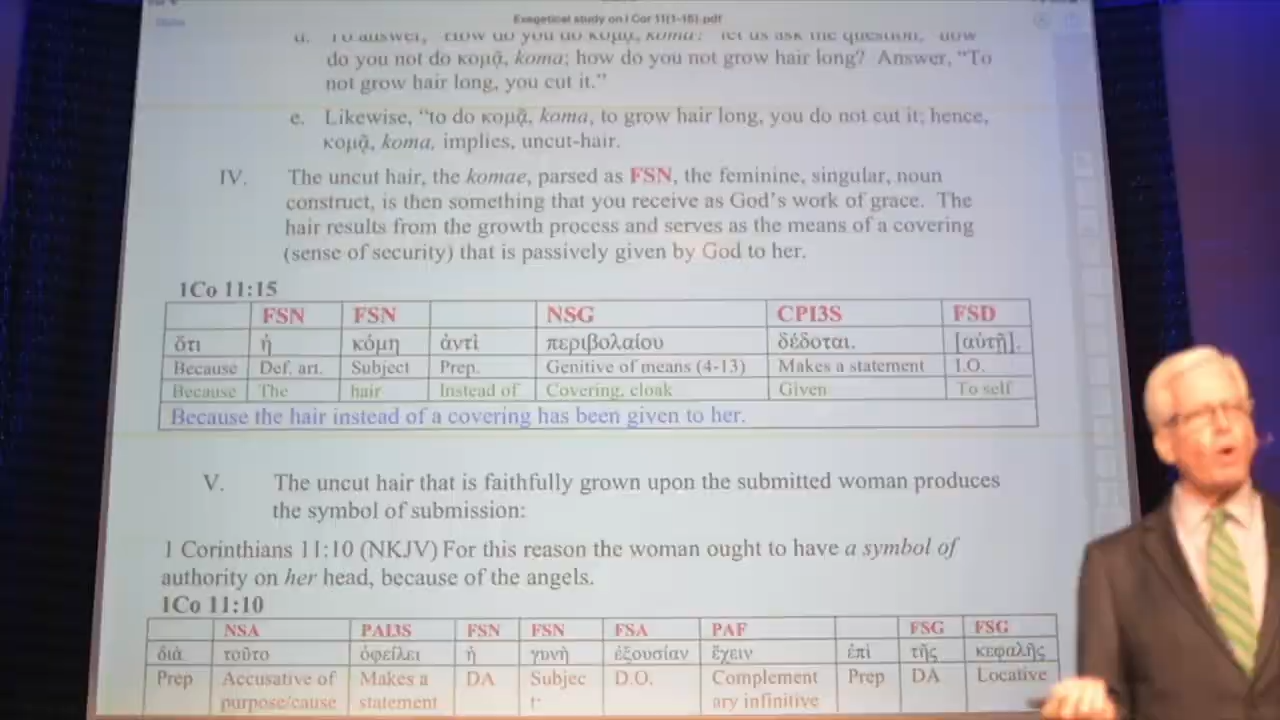 Exegetical study on I Cor 11(1-16).pdf
do you not do κομᾷ, koma; how do you not grow hair long? Answer, “To
not grow hair long, you cut it.”
e. Likewise, “to do κομᾷ, koma, to grow hair long, you do not cut it; hence,
κομᾷ, koma, implies, uncut-hair.
IV. The uncut hair, the komae, parsed as FSN, the feminine, singular, noun
construct, is then something that you receive as God’s work of grace. The
hair results from the growth process and serves as the means of a covering
(sense of security) that is passively given by God to her.
1Co 11:15
FSN FSN NSG CPI3S FSD
ὅτι ἡ κόμη ἀντὶ περιβολαίου δέδοται. [αὐτῇ].
Because Def. art. Subject Prep. Genitive of means (4-13) Makes a statement I.O.
Because The hair Instead of Covering, cloak Given To self
Because the hair instead of a covering has been given to her.
V. The uncut hair that is faithfully grown upon the submitted woman produces
the symbol of submission:
1 Corinthians 11:10 (NKJV) For this reason the woman ought to have a symbol of
authority on her head, because of the angels.
1Co 11:10
NSA PAI3S FSN FSN FSA PAF FSG FSG
διὰ τοῦτο ὀφείλει ἡ γυνὴ ἐξουσίαν ἔχειν ἐπὶ τῆς κεφαλῆς
Prep Accusative of Makes a DA Subjec D.O. Complement Prep DA Locative
purpose/cause statement t· ary infinitive